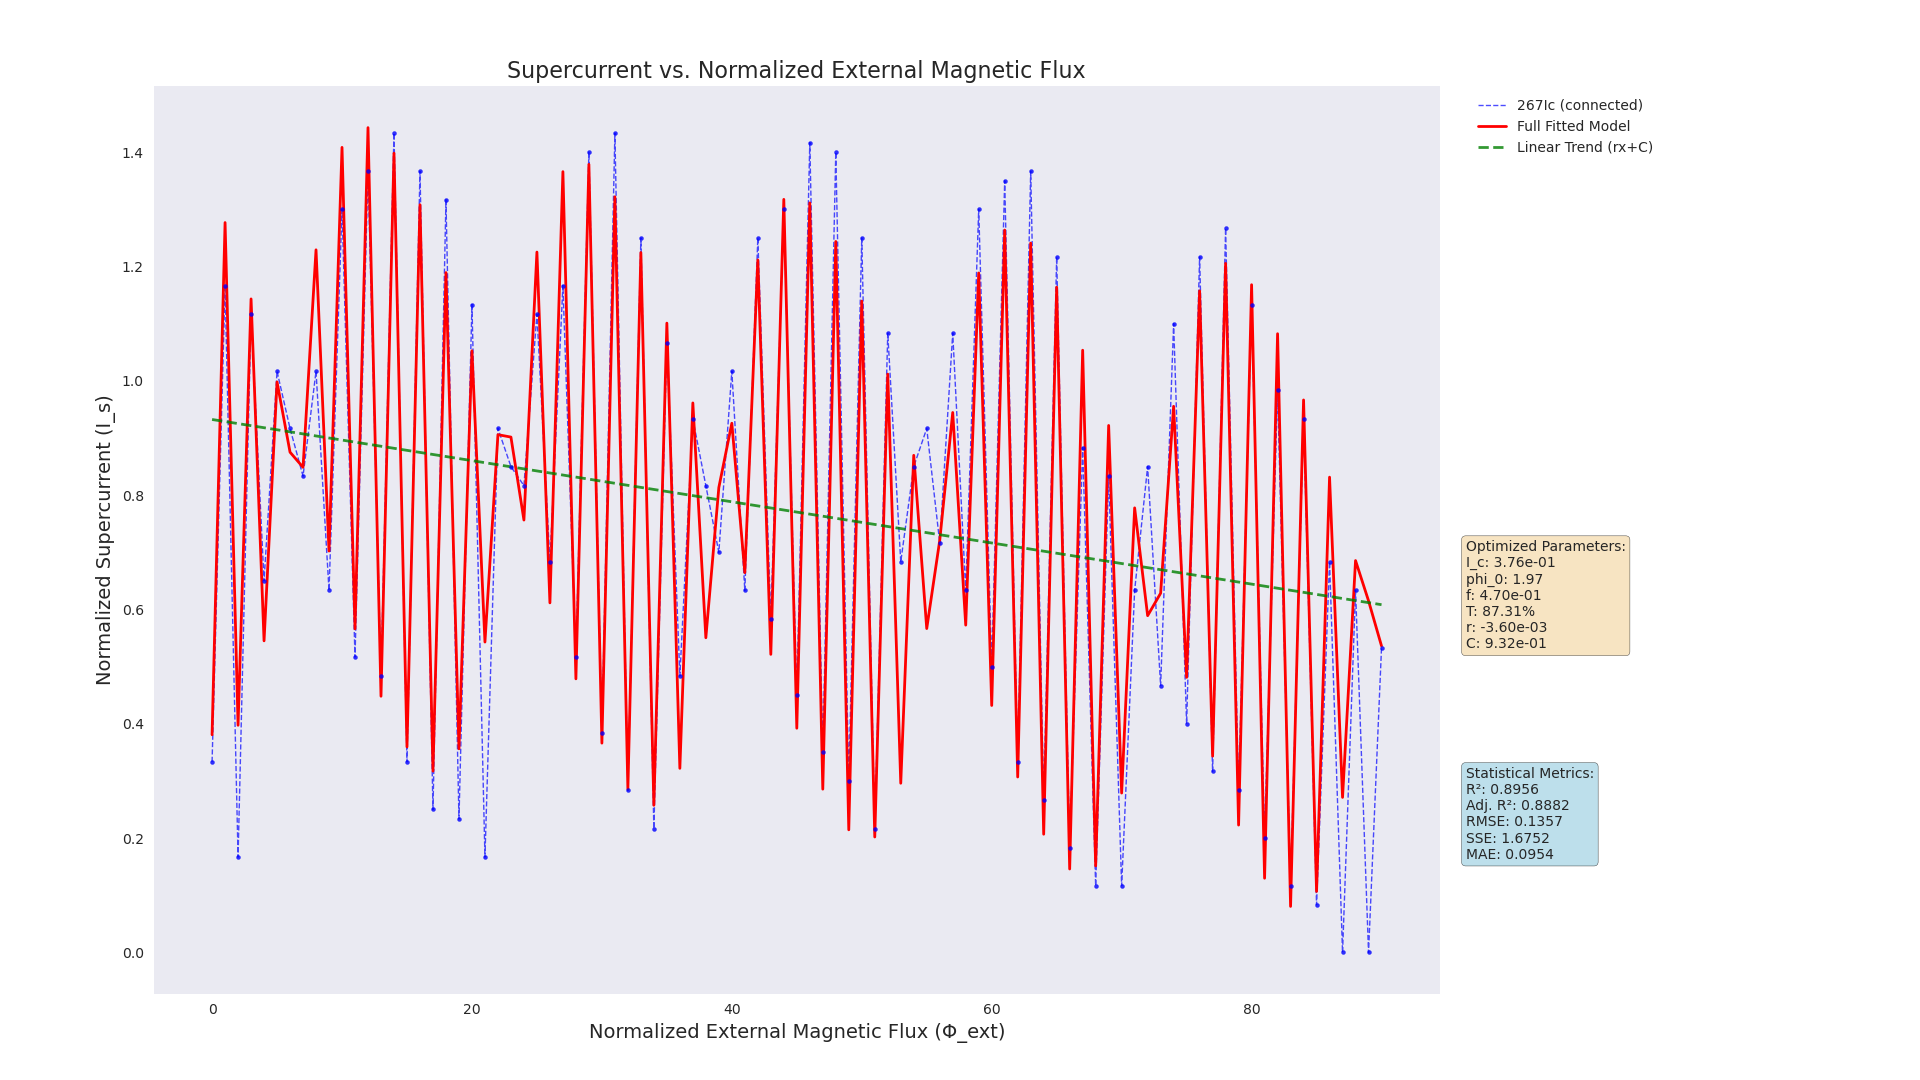 Supercurrent vs. Normalized External Magnetic Flux
267Ic (connected)
Full Fitted Model
Linear Trend (rx+C)
Normalized Supercurrent (I_s)
1.4
1.2
1.0
0.8
0.6
0.4
0.2
0.0
0 20 40 60 80
Normalized External Magnetic Flux (Φ_ext)
Optimized Parameters:
I_c: 3.76e-01
phi_0: 1.97
f: 4.70e-01
T: 87.31%
r: -3.60e-03
C: 9.32e-01
Statistical Metrics:
R²: 0.8956
Adj. R²: 0.8882
RMSE: 0.1357
SSE: 1.6752
MAE: 0.0954